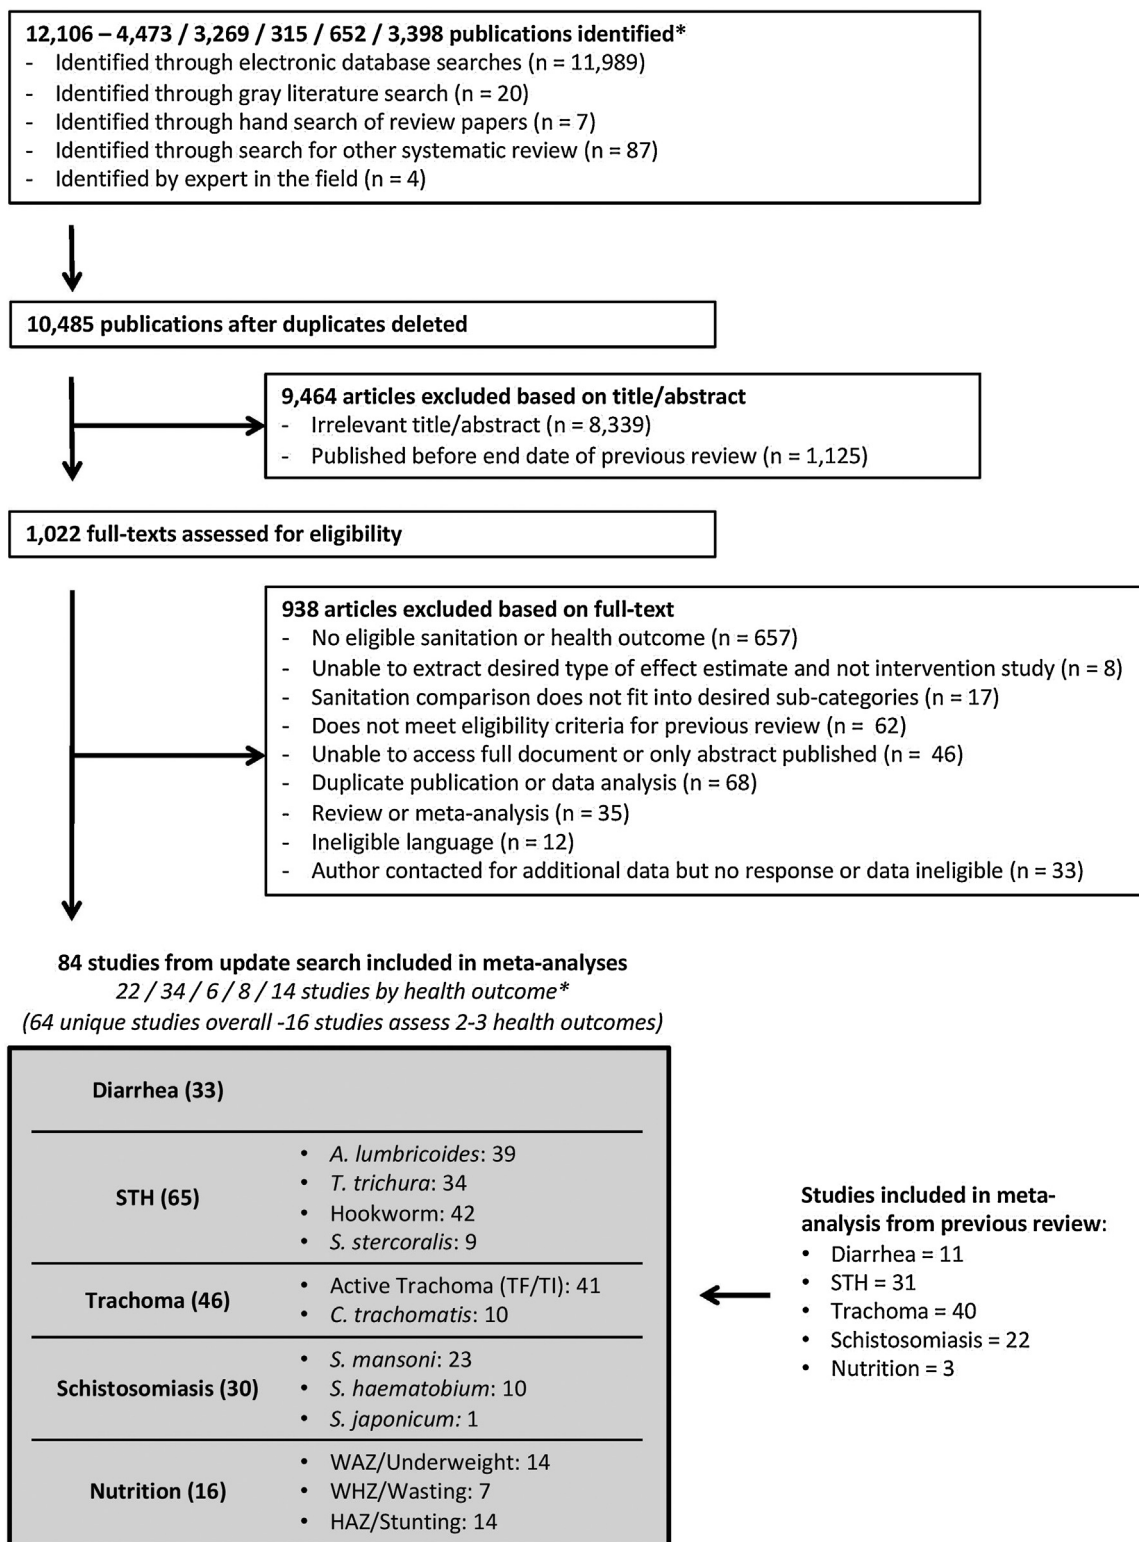 12,106 – 4,473 / 3,269 / 315 / 652 / 3,398 publications identified*
- Identified through electronic database searches (n = 11,989)
- Identified through gray literature search (n = 20)
- Identified through hand search of review papers (n = 7)
- Identified through search for other systematic review (n = 87)
- Identified by expert in the field (n = 4)
10,485 publications after duplicates deleted
9,464 articles excluded based on title/abstract
- Irrelevant title/abstract (n = 8,339)
- Published before end date of previous review (n = 1,125)
1,022 full-texts assessed for eligibility
938 articles excluded based on full-text
- No eligible sanitation or health outcome (n = 657)
- Unable to extract desired type of effect estimate and not intervention study (n = 8)
- Sanitation comparison does not fit into desired sub-categories (n = 17)
- Does not meet eligibility criteria for previous review (n =  62)
- Unable to access full document or only abstract published (n =  46)
- Duplicate publication or data analysis (n = 68)
- Review or meta-analysis (n = 35)
- Ineligible language (n = 12)
- Author contacted for additional data but no response or data ineligible (n = 33)
84 studies from update search included in meta-analyses
22 / 34 / 6 / 8 / 14 studies by health outcome*
(64 unique studies overall -16 studies assess 2-3 health outcomes)
Diarrhea (33)
STH (65)
• A. lumbricoides: 39
• T. trichura: 34
• Hookworm: 42
• S. stercoralis: 9
Trachoma (46)
• Active Trachoma (TF/TI): 41
• C. trachomatis: 10
Schistosomiasis (30)
• S. mansoni: 23
• S. haematobium: 10
• S. japonicum: 1
Nutrition (16)
• WAZ/Underweight: 14
• WHZ/Wasting: 7
• HAZ/Stunting: 14
Studies included in meta-
analysis from previous review:
• Diarrhea = 11
• STH = 31
• Trachoma = 40
• Schistosomiasis = 22
• Nutrition = 3